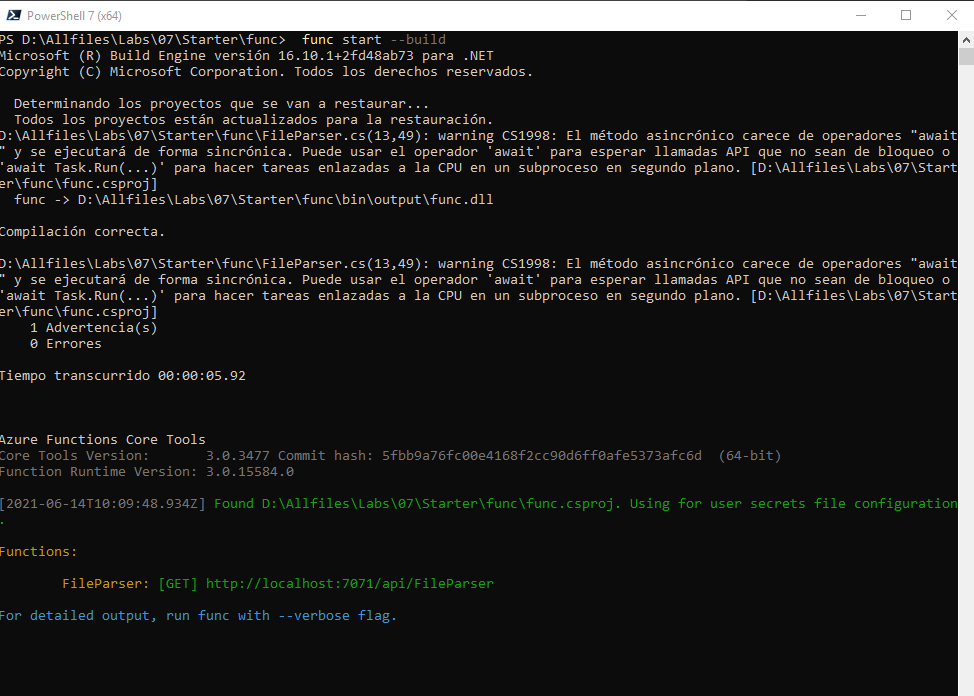 PowerShell 7 (x64)
PS D:\Allfiles\Labs\07\Starter\func>  func start --build
Microsoft (R) Build Engine versión 16.10.1+2fd48ab73 para .NET
Copyright (C) Microsoft Corporation. Todos los derechos reservados.
  Determinando los proyectos que se van a restaurar...
  Todos los proyectos están actualizados para la restauración.
D:\Allfiles\Labs\07\Starter\func\FileParser.cs(13,49): warning CS1998: El método asincrónico carece de operadores "await
" y se ejecutará de forma sincrónica. Puede usar el operador 'await' para esperar llamadas API que no sean de bloqueo o
'await Task.Run(...)' para hacer tareas enlazadas a la CPU en un subproceso en segundo plano. [D:\Allfiles\Labs\07\Start
er\func\func.csproj]
  func -> D:\Allfiles\Labs\07\Starter\func\bin\output\func.dll
Compilación correcta.
D:\Allfiles\Labs\07\Starter\func\FileParser.cs(13,49): warning CS1998: El método asincrónico carece de operadores "await
" y se ejecutará de forma sincrónica. Puede usar el operador 'await' para esperar llamadas API que no sean de bloqueo o
'await Task.Run(...)' para hacer tareas enlazadas a la CPU en un subproceso en segundo plano. [D:\Allfiles\Labs\07\Start
er\func\func.csproj]
    1 Advertencia(s)
    0 Errores
Tiempo transcurrido 00:00:05.92
Azure Functions Core Tools
Core Tools Version:       3.0.3477 Commit hash: 5fbb9a76fc00e4168f2cc90d6ff0afe5373afc6d  (64-bit)
Function Runtime Version: 3.0.15584.0
[2021-06-14T10:09:48.934Z] Found D:\Allfiles\Labs\07\Starter\func\func.csproj. Using for user secrets file configuration
.
Functions:
        FileParser: [GET] http://localhost:7071/api/FileParser
For detailed output, run func with --verbose flag.